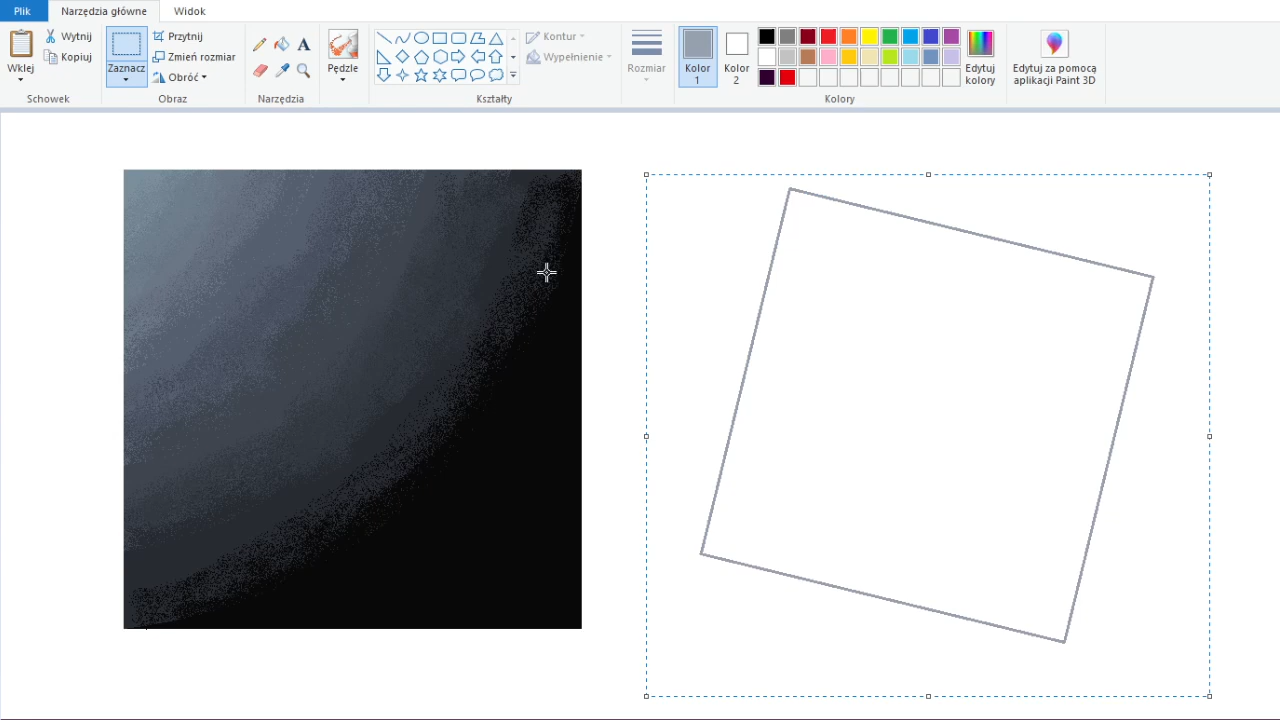 Plik Narzędzia główne Widok
Wklej
Wytnij
Kopiuj
Schowek
Zaznacz
Przytnij
Zmień rozmiar
Obróć
Obraz
A
Narzędzia
Pędzle
Kontur
Wypełnienie
Kształty
Rozmiar
Kolor
1
Kolor
2
Edytuj
kolory
Kolory
Edytuj za pomocą
aplikacji Paint 3D